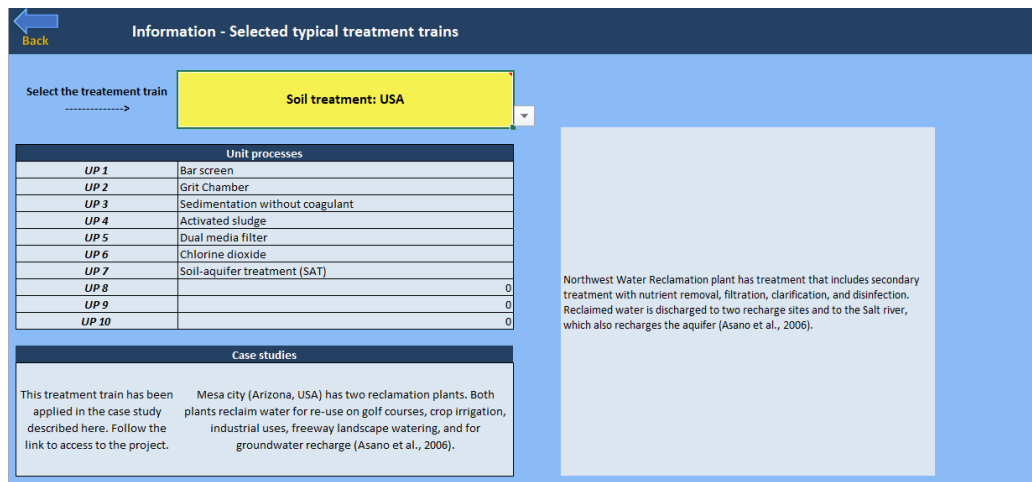 Back
Information - Selected typical treatment trains
Select the treatement train
-------------->
Soil treatment: USA
Unit processes
UP 1 Bar screen
UP 2 Grit Chamber
UP 3 Sedimentation without coagulant
UP 4 Activated sludge
UP 5 Dual media filter
UP 6 Chlorine dioxide
UP 7 Soil-aquifer treatment (SAT)
UP 8 0
UP 9 0
UP 10 0
Case studies
This treatment train has been
applied in the case study
described here. Follow the
link to access to the project.
Mesa city (Arizona, USA) has two reclamation plants. Both
plants reclaim water for re-use on golf courses, crop irrigation,
industrial uses, freeway landscape watering, and for
groundwater recharge (Asano et al., 2006).
Northwest Water Reclamation plant has treatment that includes secondary
treatment with nutrient removal, filtration, clarification, and disinfection.
Reclaimed water is discharged to two recharge sites and to the Salt river,
which also recharges the aquifer (Asano et al., 2006).